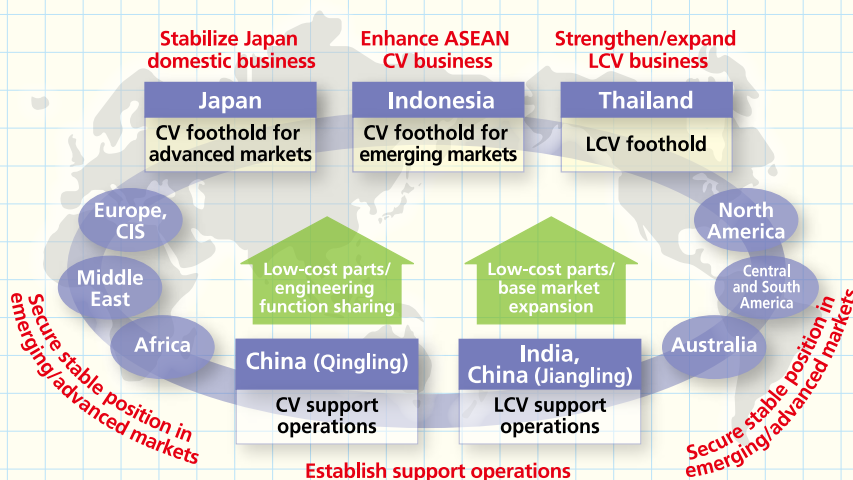 Stabilize Japan
domestic business
Enhance ASEAN
CV business
Strengthen/expand
LCV business
Japan
CV foothold for
advanced markets
Indonesia
CV foothold for
emerging markets
Thailand
LCV foothold
Europe,
CIS
Middle
East
Africa
Low-cost parts/
engineering
function sharing
Low-cost parts/
base market
expansion
North
America
Central
and South
America
Australia
Secure stable position in
emerging/advanced markets
China (Qingling)
CV support
operations
India,
China (Jiangling)
LCV support
operations
Secure stable position in
emerging/advanced markets
Establish support operations